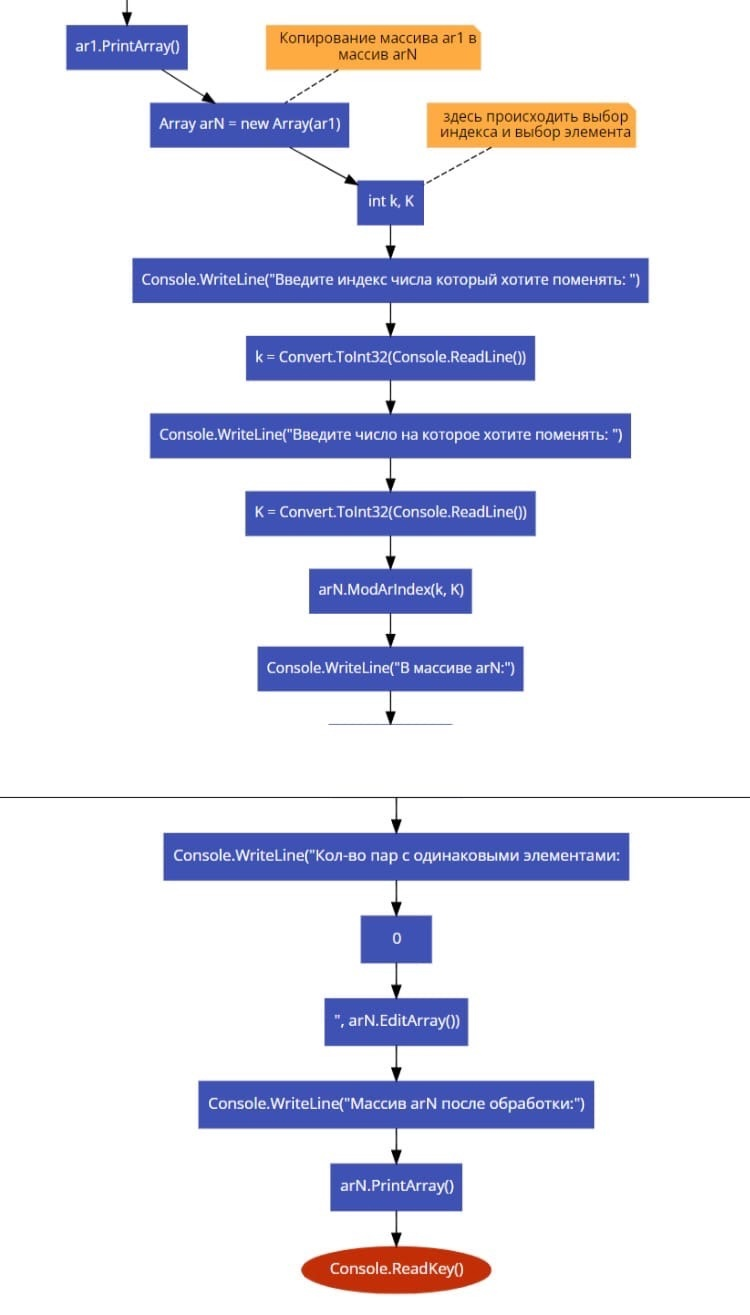 ar1.PrintArray()
Копирование массива ar1 в
массив arN
Array arN = new Array(ar1)
здесь происходить выбор
индекса и выбор элемента
int k, K
Console.WriteLine("Введите индекс числа который хотите поменять: ")
k = Convert.ToInt32(Console.ReadLine())
Console.WriteLine("Введите число на которое хотите поменять: ")
K = Convert.ToInt32(Console.ReadLine())
arN.ModArIndex(k, K)
Console.WriteLine("В массиве arN:")
Console.WriteLine("Кол-во пар с одинаковыми элементами:
0
", arN.EditArray())
Console.WriteLine("Массив arN после обработки:")
arN.PrintArray()
Console.ReadKey()